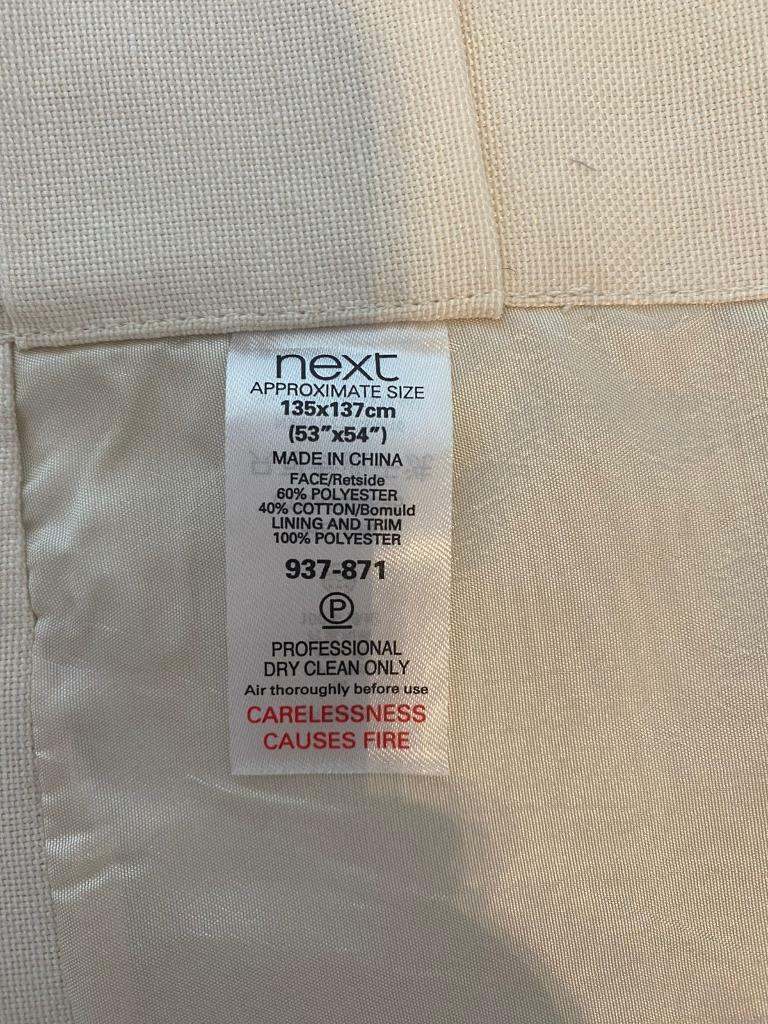 next
APPROXIMATE SIZE
135x137cm
(53"x54")
MADE IN CHINA
FACE/Retside
60% POLYESTER
40% COTTON/Bomuld
LINING AND TRIM
100% POLYESTER
937-871
P
PROFESSIONAL
DRY CLEAN ONLY
Air thoroughly before use
CARELESSNESS
CAUSES FIRE